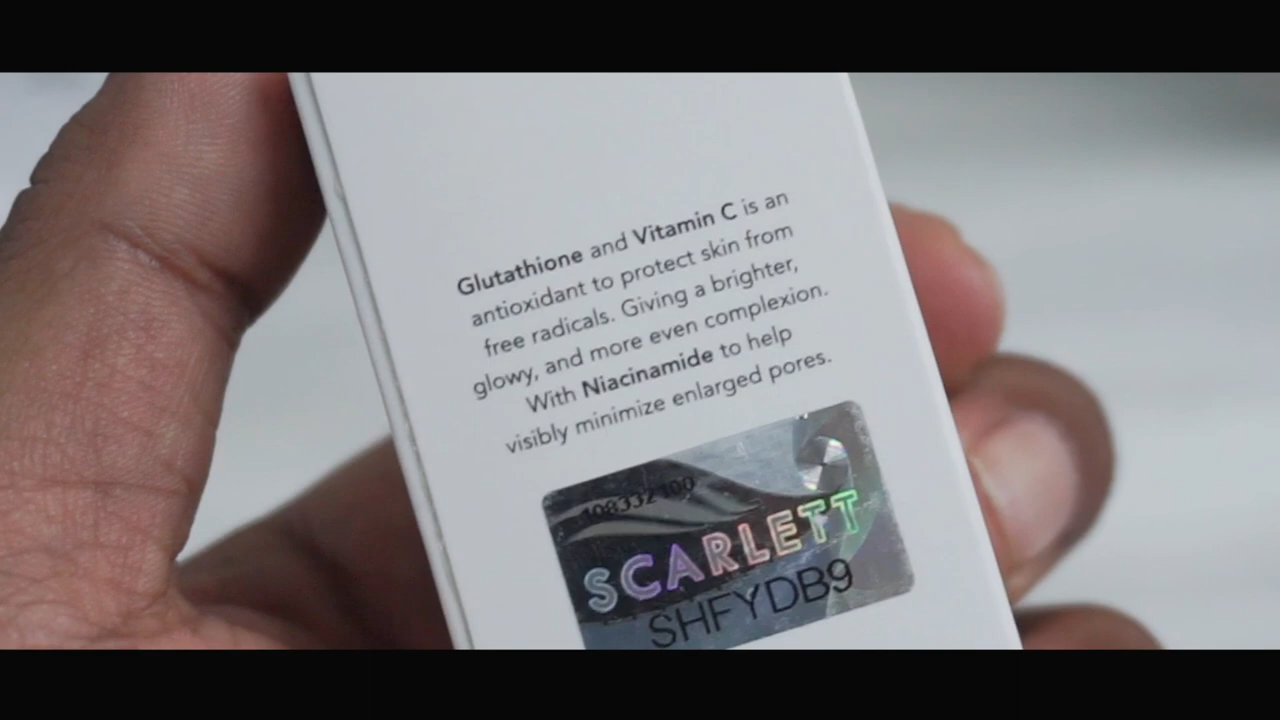 Glutathione and Vitamin C is an
antioxidant to protect skin from
free radicals. Giving a brighter,
glowy, and more even complexion.
With Niacinamide to help
visibly minimize enlarged pores.
SCARLETT
SHFYDB9